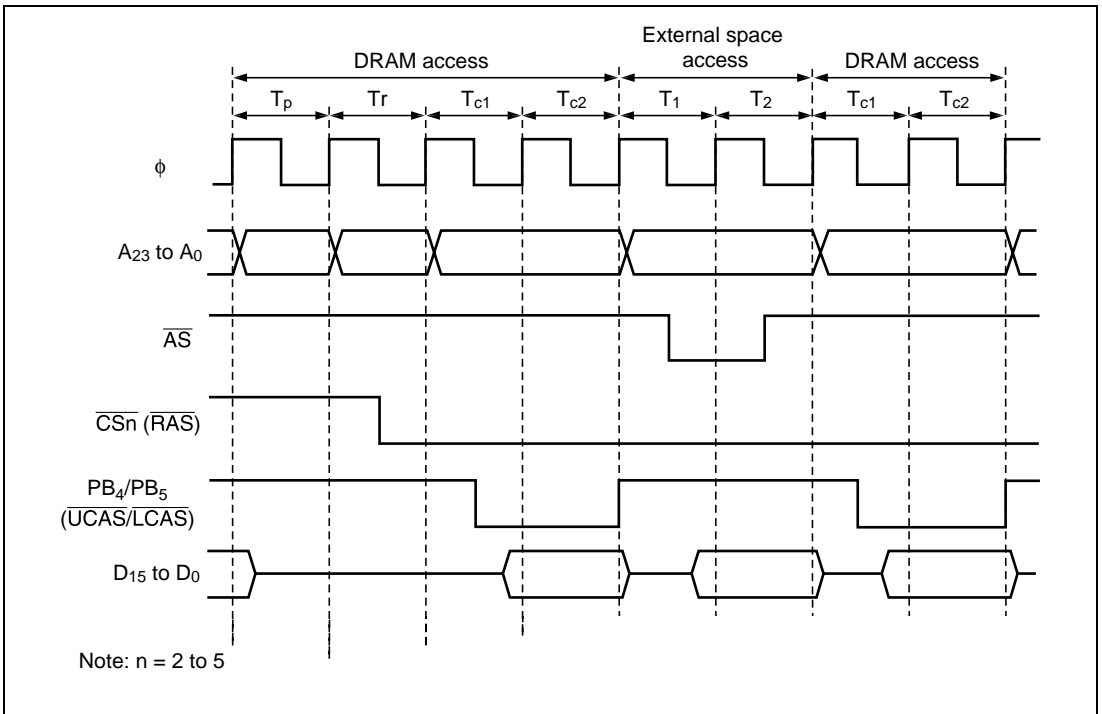 External space
DRAM access access DRAM access
Tp Tr Tc1 Tc2 T1 T2 Tc1 Tc2
φ
A23 to A0
AS
CSn (RAS)
PB4/PB5
(UCAS/LCAS)
D15 to D0
Note: n = 2 to 5